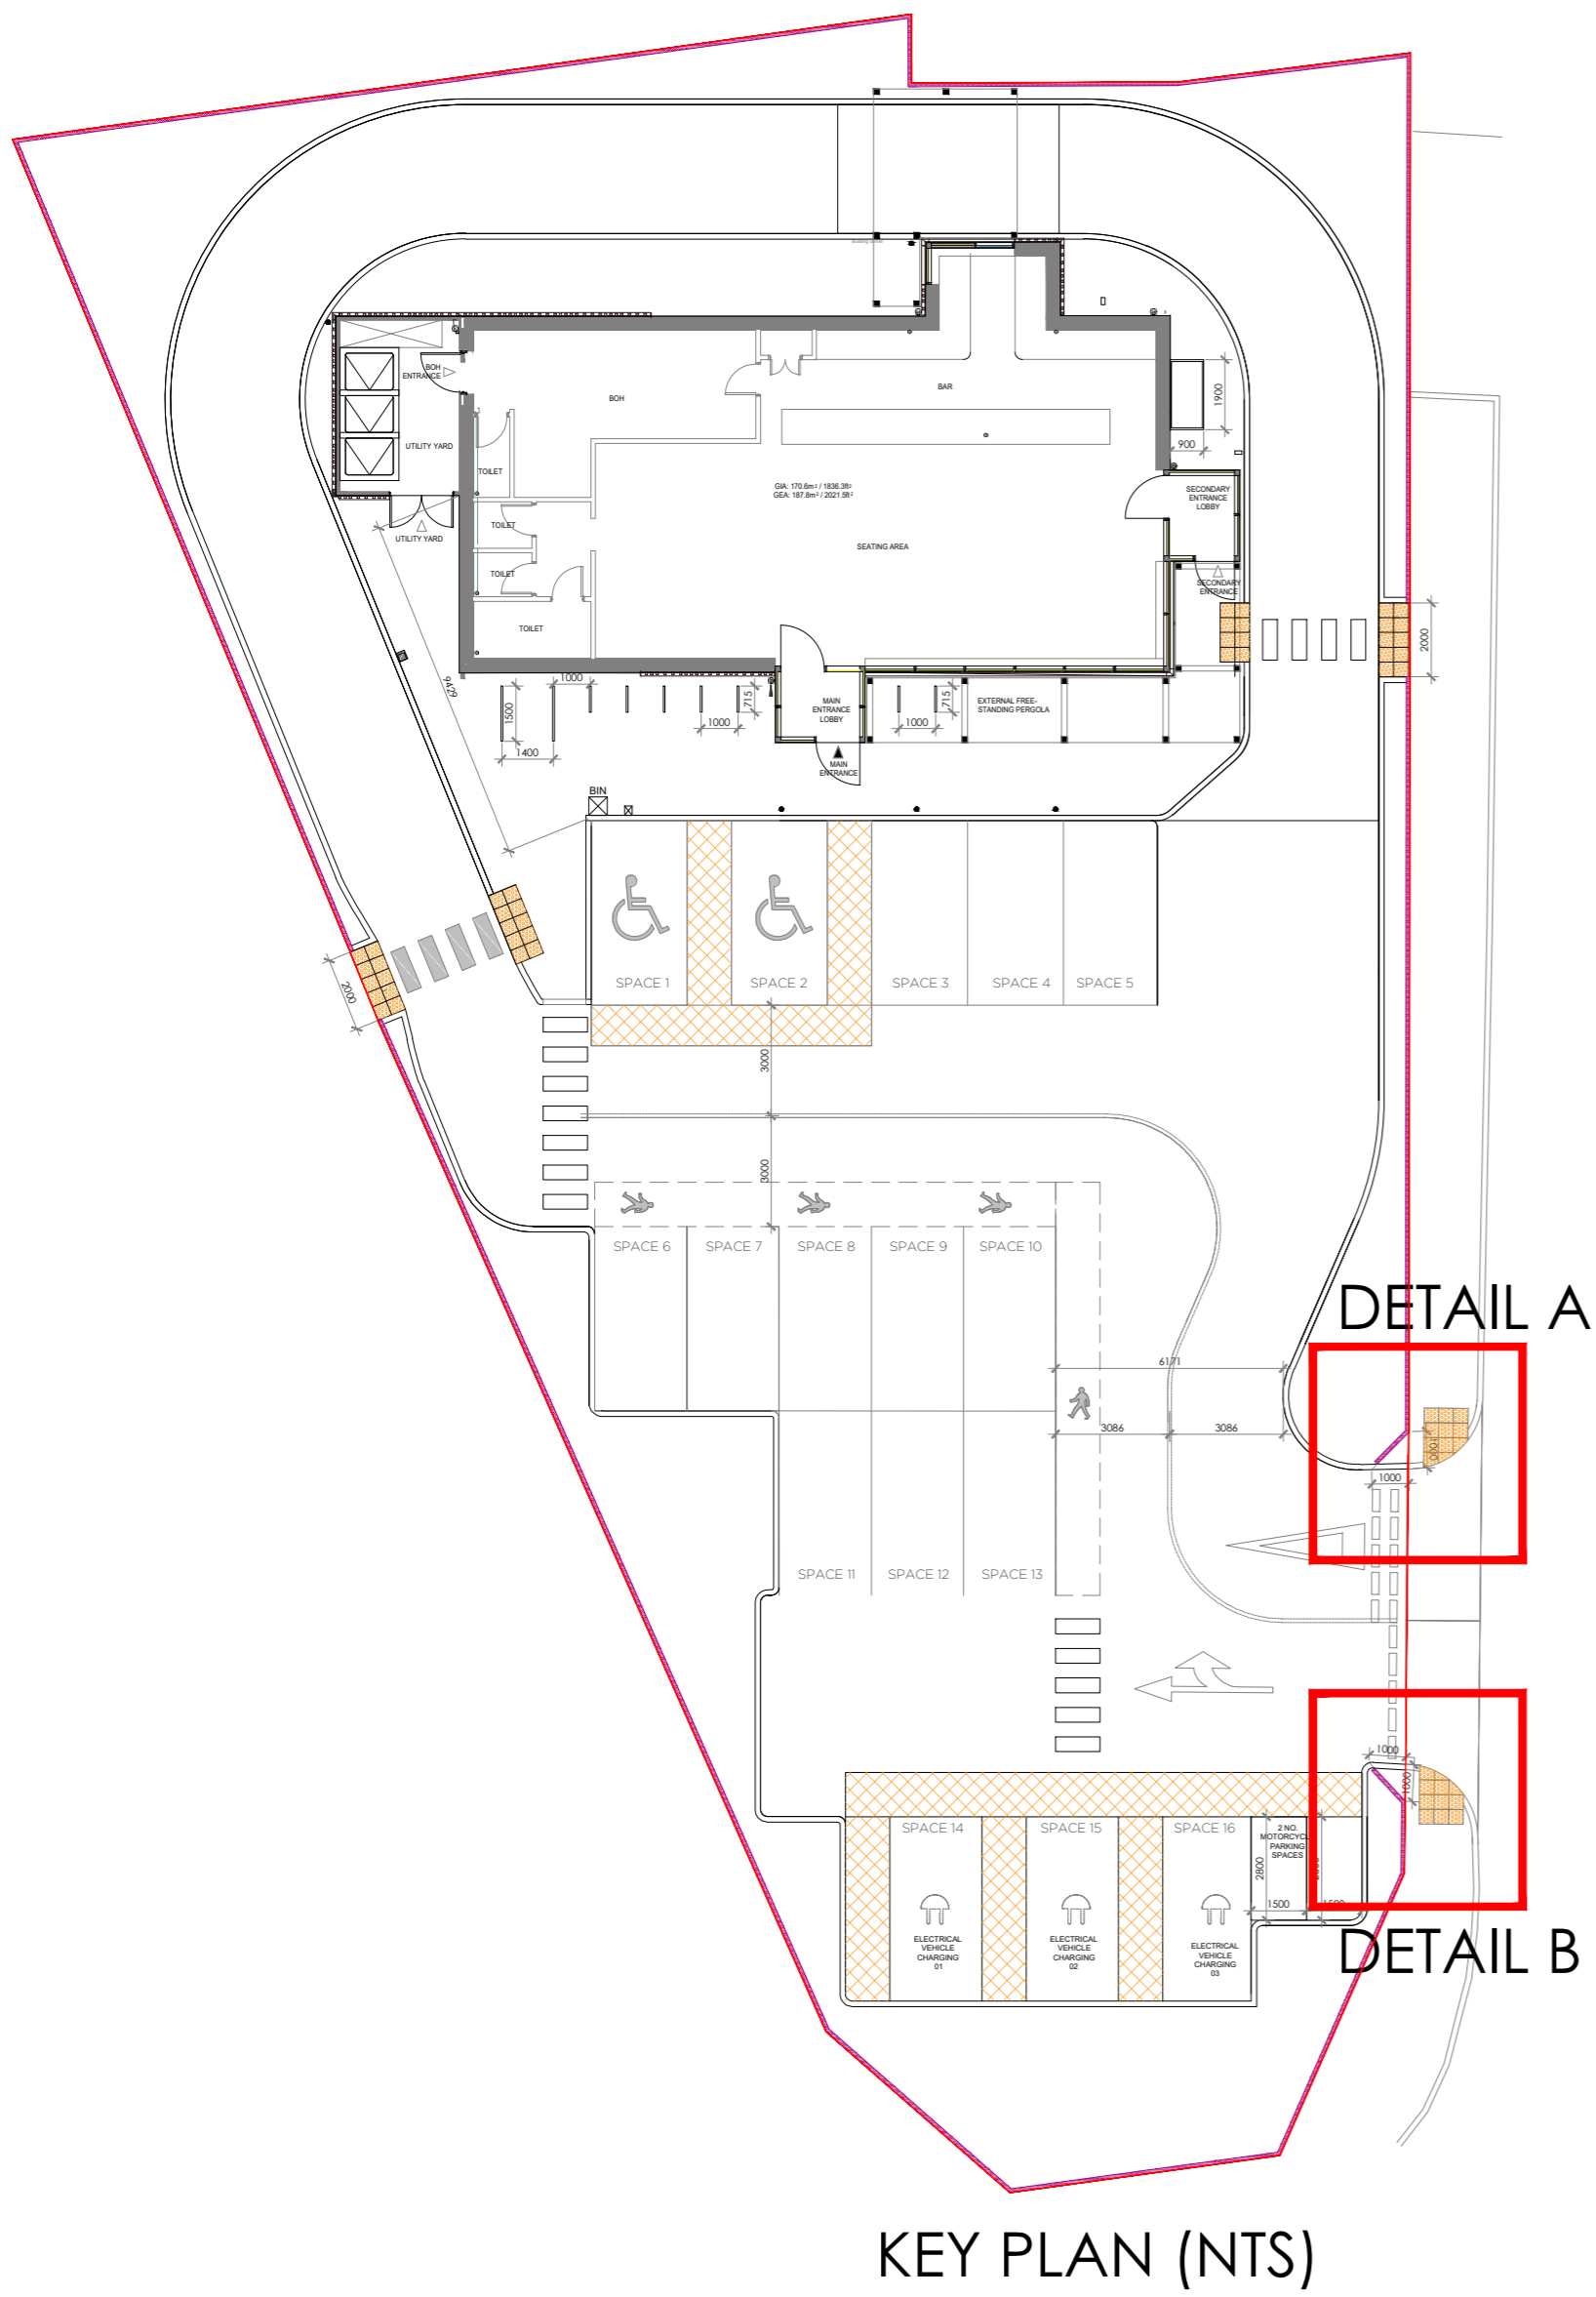 BOH
ENTRANCE
BOH
BAR
1900
900
UTILITY YARD
TOILET
GIA: 170.6m² / 1836.3ft²
GEA: 187.8m² / 2021.5ft²
SECONDARY
ENTRANCE
LOBBY
TOILET
UTILITY YARD
SEATING AREA
TOILET
SECONDARY
ENTRANCE
TOILET
2000
9429
1000
1500
715
1000
1400
MAIN
ENTRANCE
LOBBY
715
1000
EXTERNAL FREE-
STANDING PERGOLA
MAIN
ENTRANCE
BIN
2000
SPACE 1
SPACE 2
SPACE 3
SPACE 4
SPACE 5
3000
3000
SPACE 6
SPACE 7
SPACE 8
SPACE 9
SPACE 10
DETAIL A
6171
3086
3086
1000
1000
SPACE 11
SPACE 12
SPACE 13
1000
1000
SPACE 14
SPACE 15
SPACE 16
2 NO.
MOTORCYCL
PARKING
SPACES
2800
1500
1500
ELECTRICAL
VEHICLE
CHARGING
01
ELECTRICAL
VEHICLE
CHARGING
02
ELECTRICAL
VEHICLE
CHARGING
03
DETAIL B
KEY PLAN (NTS)